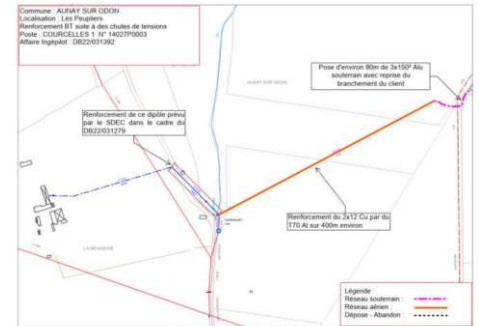 Commune : AUNAY SUR ODON
Localisation : Les Peupliers
Renforcement BT suite à des chutes de tensions
Poste : COURCELLES 1 N° 14027P0003
Affaire Ingépilot : DB22/031392
Pose d'environ 90m de 3x150² Alu
souterrain avec reprise du
branchement du client
AUNAY SUR ODON
Renforcement de ce dipôle prévu
par le SDEC dans le cadre du
DB22/031279
Renforcement du 2x12 Cu par du
T70 Al sur 400m environ.
Légende :
Réseau souterrain :
Réseau aérien :
Dépose - Abandon :